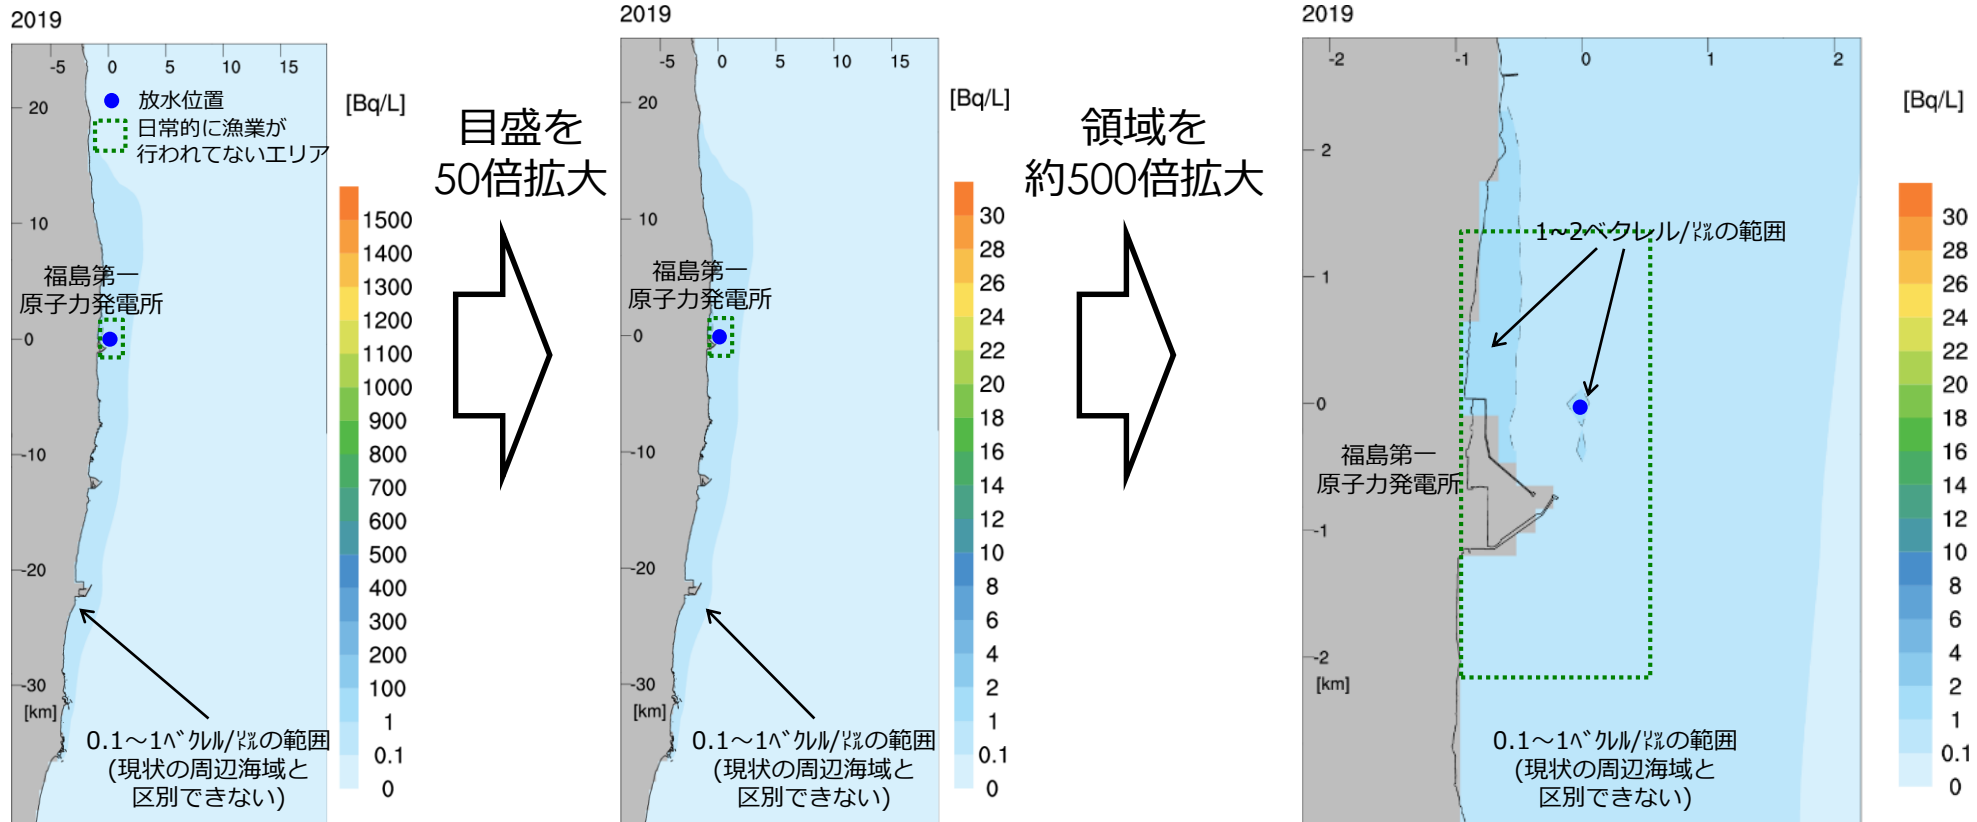 2019
-5 0 5 10 15
20
10
0
-10
-20
-30
[km]
放水位置
日常的に漁業が
行われてないエリア
福島第一
原子力発電所
0.1～1ﾍﾞｸﾚﾙ/㍑の範囲
(現状の周辺海域と
区別できない)
[Bq/L]
1500
1400
1300
1200
1100
1000
900
800
700
600
500
400
300
200
100
1
0.1
0
目盛を
50倍拡大
2019
-5 0 5 10 15
20
10
0
-10
-20
-30
[km]
福島第一
原子力発電所
0.1～1ﾍﾞｸﾚﾙ/㍑の範囲
(現状の周辺海域と
区別できない)
[Bq/L]
30
28
26
24
22
20
18
16
14
12
10
8
6
4
2
1
0.1
0
領域を
約500倍拡大
2019
-2 -1 0 1 2
2
1
0
-1
-2
[km]
1~2ベクレル/㍑の範囲
福島第一
原子力発電所
0.1～1ﾍﾞｸﾚﾙ/㍑の範囲
(現状の周辺海域と
区別できない)
[Bq/L]
30
28
26
24
22
20
18
16
14
12
10
8
6
4
2
1
0.1
0